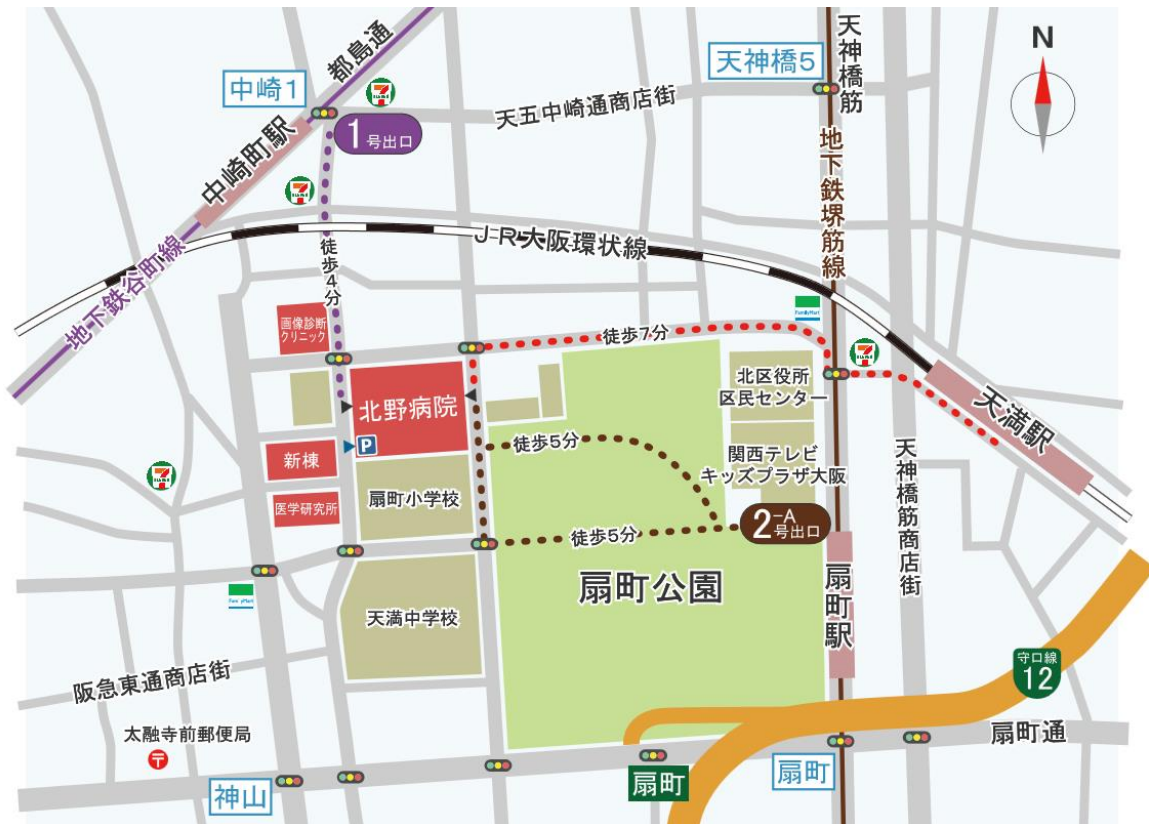 都島通
中崎1
天神橋5
天神橋筋
N
天五中崎通商店街
1号出口
中崎町駅
地下鉄堺筋線
JR大阪環状線
地下鉄谷町線
徒歩4分
画像診断
クリニック
FamilyMart
徒歩7分
北野病院
北区役所
区民センター
天満駅
P
徒歩5分
関西テレビ
キッズプラザ大阪
新棟
扇町小学校
医学研究所
天神橋筋商店街
2-A
号出口
徒歩5分
扇町公園
扇町駅
FamilyMart
天満中学校
阪急東通商店街
守口線
12
太融寺前郵便局
扇町通
神山
扇町
扇町